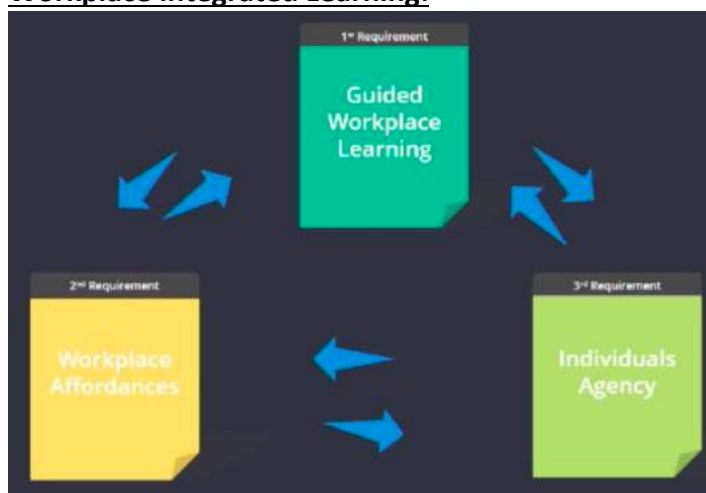 Workplace Integrated Learning:
1st Requirement
Guided
Workplace
Learning
2nd Requirement
Workplace
Affordances
3rd Requirement
Individuals
Agency